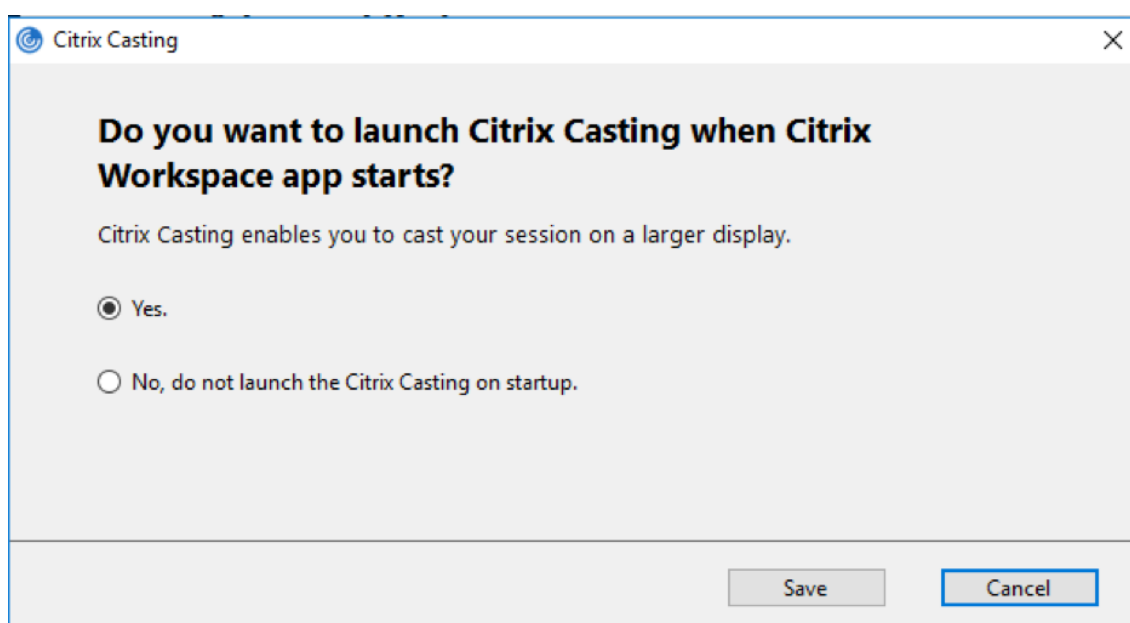 Citrix Casting
Do you want to launch Citrix Casting when Citrix
Workspace app starts?
Citrix Casting enables you to cast your session on a larger display.
Yes.
No, do not launch the Citrix Casting on startup.
Save
Cancel